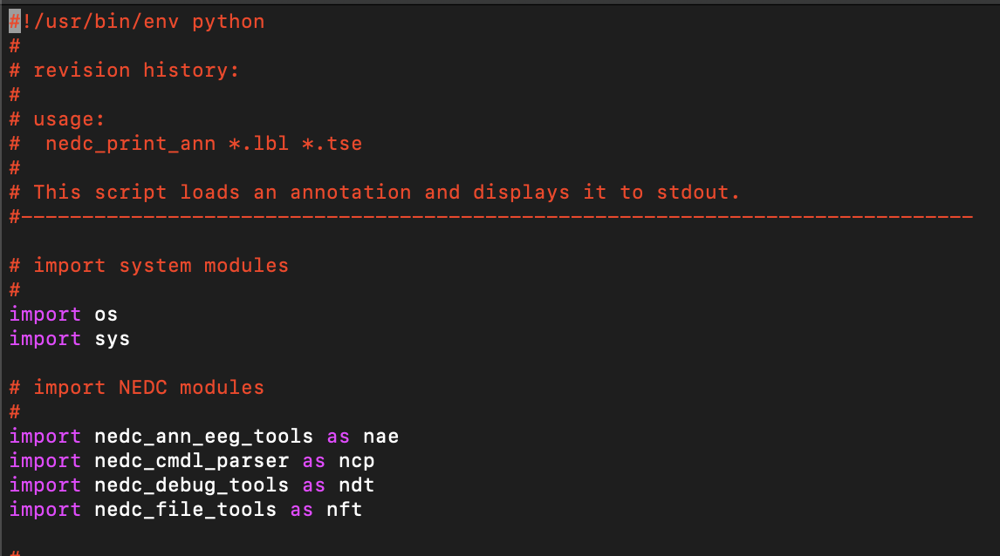 #!/usr/bin/env python
#
# revision history:
#
# usage:
#  nedc_print_ann *.lbl *.tse
#
# This script loads an annotation and displays it to stdout.
#------------------------------------------------------------------------------

# import system modules
#
import os
import sys

# import NEDC modules
#
import nedc_ann_eeg_tools as nae
import nedc_cmdl_parser as ncp
import nedc_debug_tools as ndt
import nedc_file_tools as nft

#